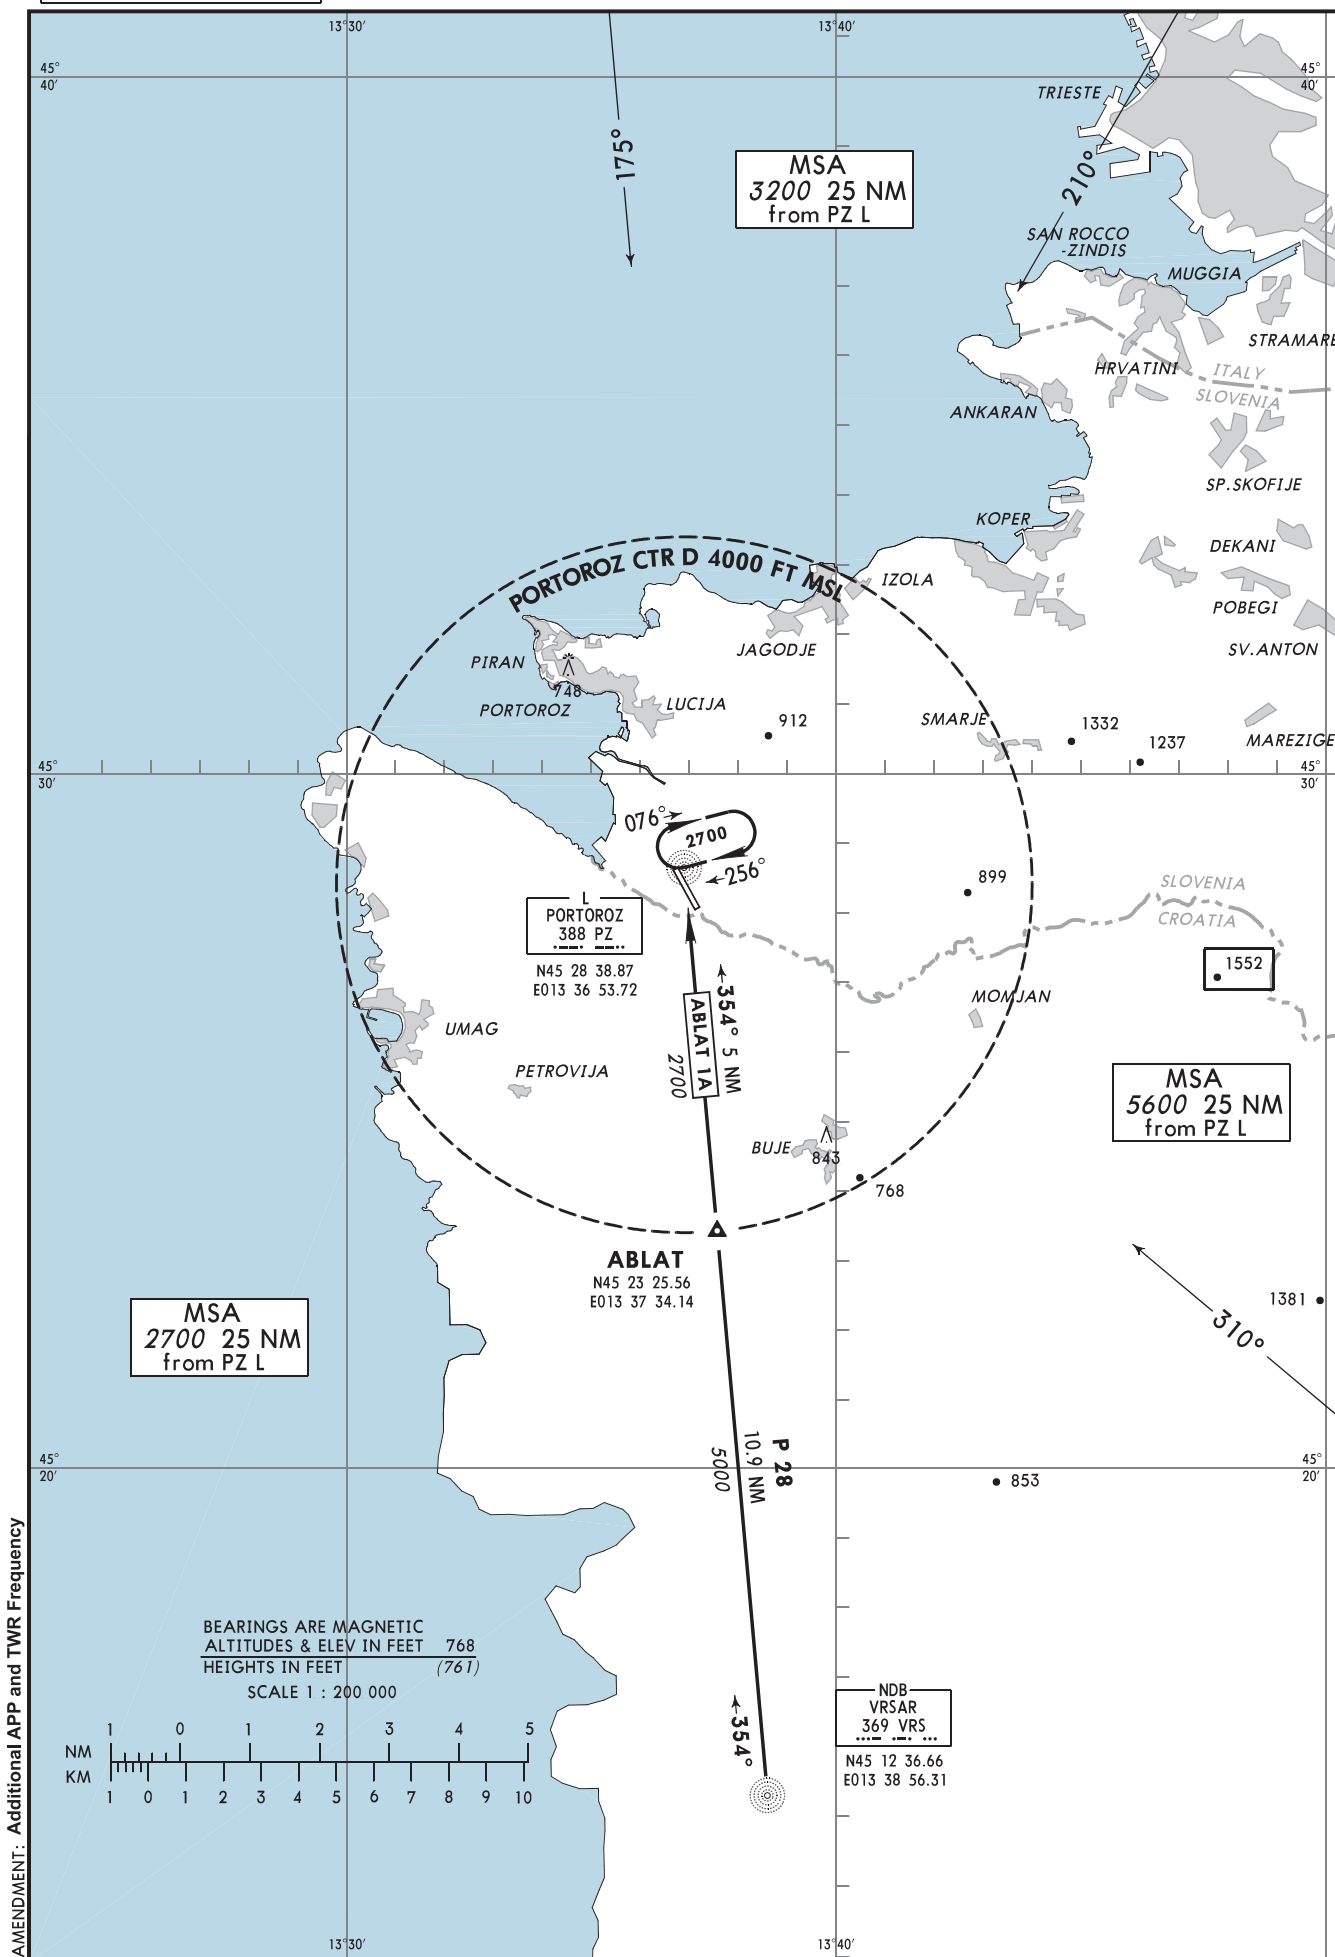 13°30′
13°40′
45°
40′
45°
40′
TRIESTE
175°
210°
MSA
3200 25 NM
from PZ L
SAN ROCCO
-ZINDIS
MUGGIA
STRAMARE
HRVATINI
ITALY
SLOVENIA
ANKARAN
SP.SKOFIJE
KOPER
DEKANI
PORTOROZ CTR D 4000 FT MSL
IZOLA
POBEGI
JAGODJE
SV.ANTON
PIRAN
748
LUCIJA
PORTOROZ
912
SMARJE
1332
1237
MAREZIGE
45°
30′
45°
30′
076°
2700
256°
899
SLOVENIA
CROATIA
L
PORTOROZ
388 PZ
N45 28 38.87
E013 36 53.72
1552
354° 5 NM
ABLAT 1A
2700
MOMJAN
UMAG
PETROVIJA
MSA
5600 25 NM
from PZ L
BUJE
843
768
ABLAT
N45 23 25.56
E013 37 34.14
1381
310°
MSA
2700 25 NM
from PZ L
P 28
10.9 NM
5000
45°
20′
45°
20′
853
BEARINGS ARE MAGNETIC
ALTITUDES & ELEV IN FEET 768
HEIGHTS IN FEET (761)
SCALE 1 : 200 000
1 0 1 2 3 4 5
NM
KM
1 0 1 2 3 4 5 6 7 8 9 10
354°
NDB
VRSAR
369 VRS
N45 12 36.66
E013 38 56.31
13°30′
13°40′
AMENDMENT: Additional APP and TWR Frequency